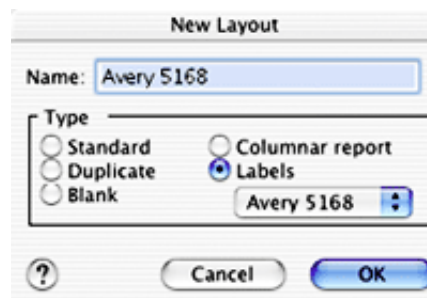 New Layout
Name: Avery 5168
Type
Standard
Columnar report
Duplicate
Labels
Blank
Avery 5168
?
Cancel
OK